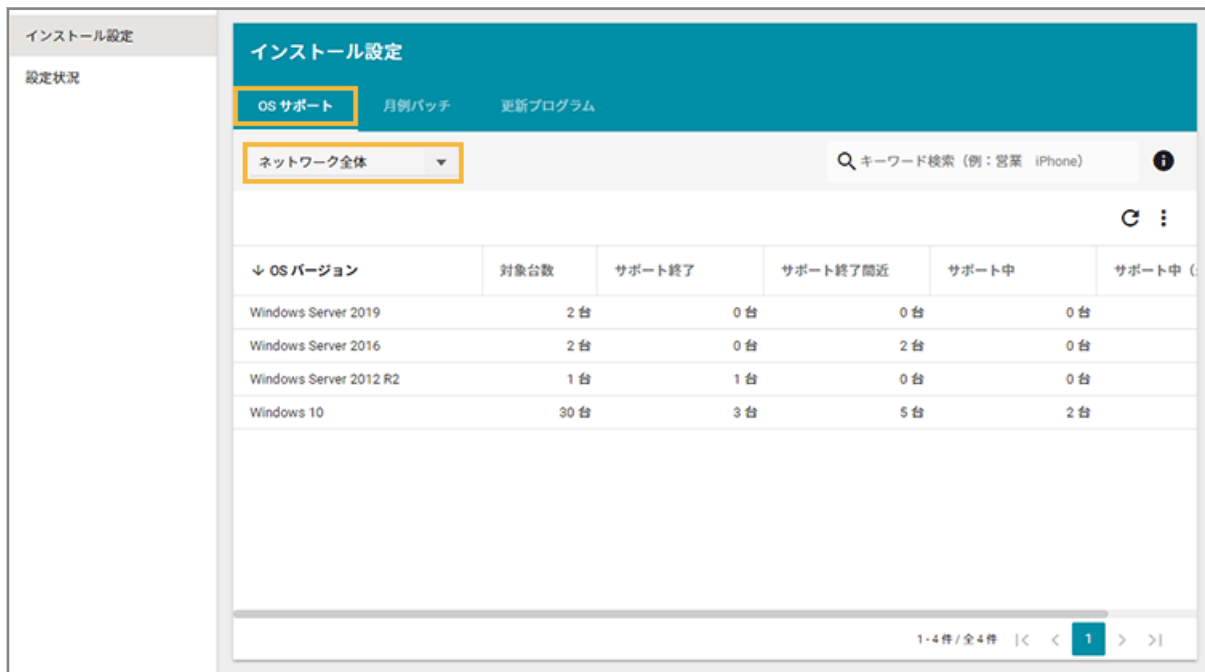 インストール設定
設定状況
インストール設定
OS サポート 月例パッチ 更新プログラム
ネットワーク全体 キーワード検索（例：営業 iPhone）
↓ OS バージョン 対象台数 サポート終了 サポート終了間近 サポート中 サポート中（
Windows Server 2019 2 台 0 台 0 台 0 台
Windows Server 2016 2 台 0 台 2 台 0 台
Windows Server 2012 R2 1 台 1 台 0 台 0 台
Windows 10 30 台 3 台 5 台 2 台
1-4 件 / 全 4 件 |< < 1 > >|